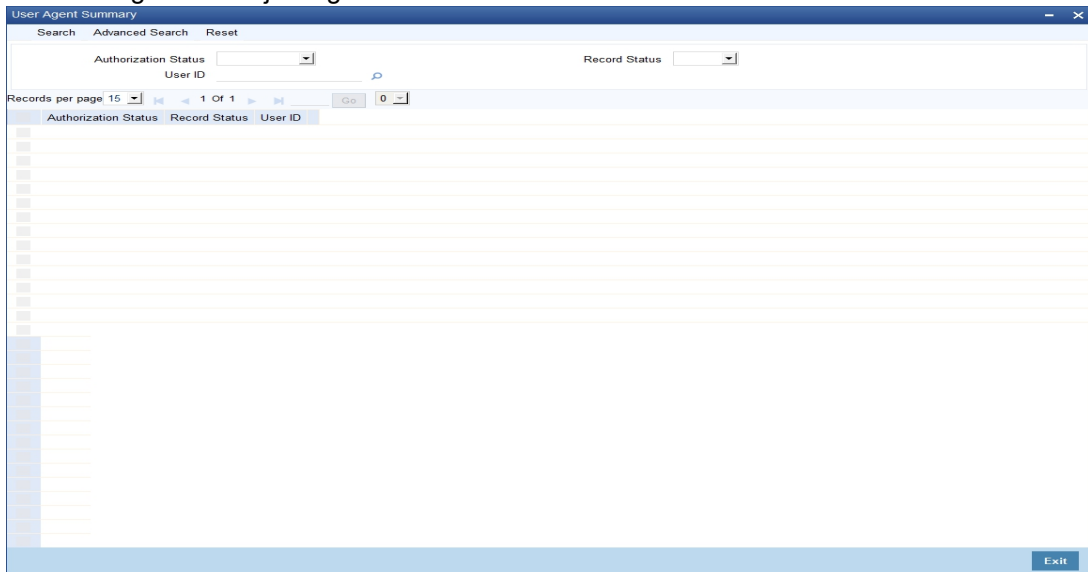 User Agent Summary
Search Advanced Search Reset
Authorization Status Record Status
User ID
Records per page 15 1 Of 1 Go 0
Authorization Status Record Status User ID
Exit